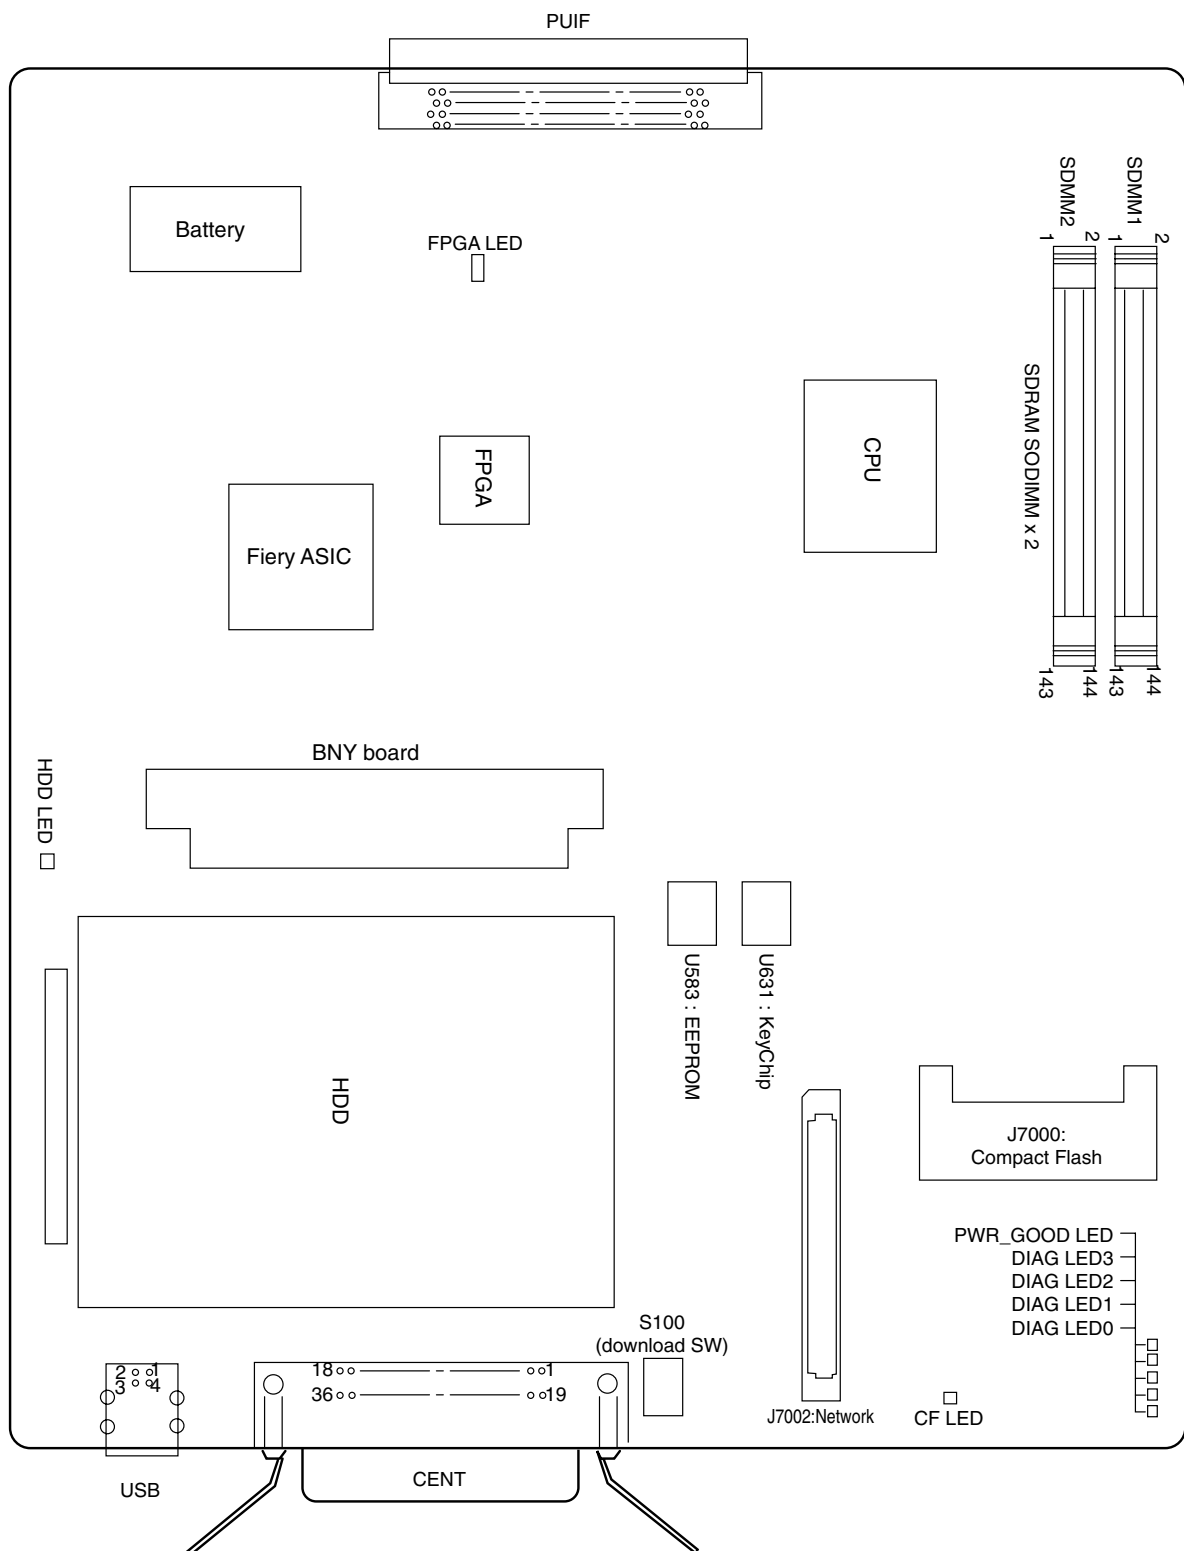 PUIF
Battery
FPGA LED
SDMM2
SDMM1
1
2
1
2
SDRAM SODIMM x 2
CPU
FPGA
Fiery ASIC
143
144
143
144
BNY board
HDD LED
U583 : EEPROM
U631 : KeyChip
HDD
J7000:
Compact Flash
PWR_GOOD LED
DIAG LED3
DIAG LED2
DIAG LED1
DIAG LED0
S100
(download SW)
2 1
3 4
18 1
36 19
J7002:Network
CF LED
USB
CENT